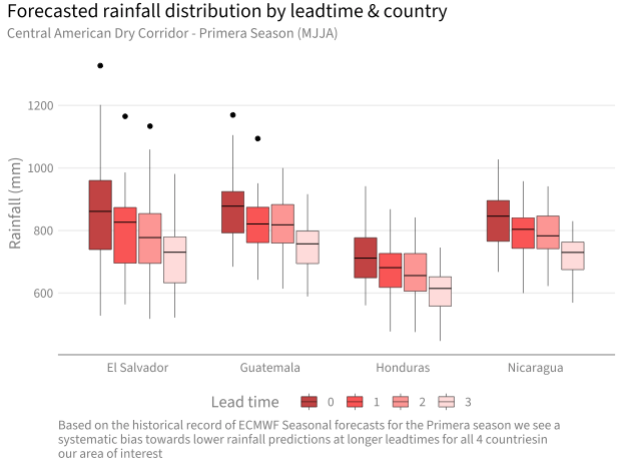 Forecasted rainfall distribution by leadtime & country
Central American Dry Corridor - Primera Season (MJJA)
Rainfall (mm)
1200
1000
800
600
El Salvador Guatemala Honduras Nicaragua
Lead time 0 1 2 3
Based on the historical record of ECMWF Seasonal forecasts for the Primera season we see a
systematic bias towards lower rainfall predictions at longer leadtimes for all 4 countriesin
our area of interest